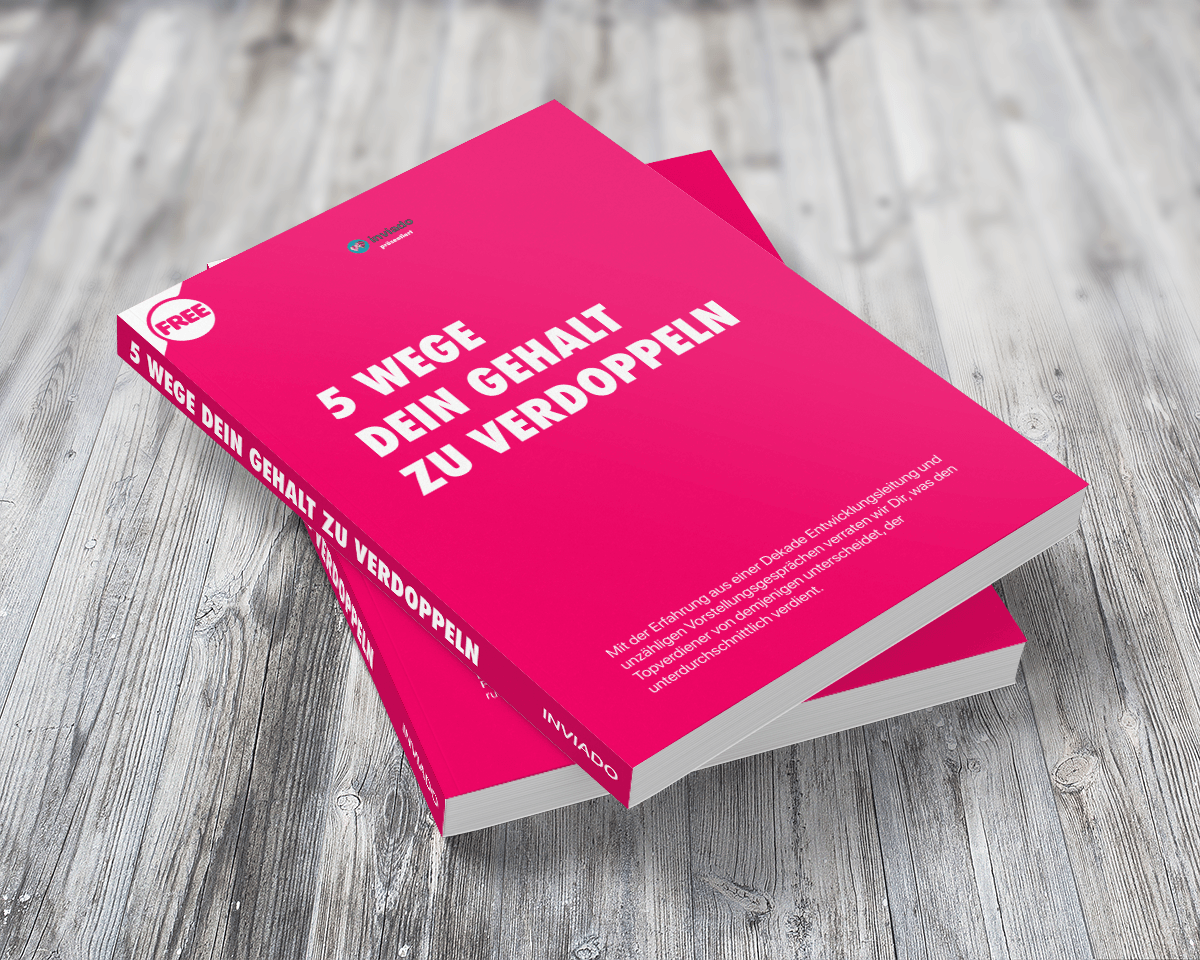 inviado
präsentiert
FREE
5 WEGE
DEIN GEHALT
ZU VERDOPPELN
Mit der Erfahrung aus einer Dekade Entwicklungsleitung und
unzähligen Vorstellungsgesprächen verraten wir Dir, was den
Topverdiener von demjenigen unterscheidet, der
unterdurchschnittlich verdient.
5 WEGE DEIN GEHALT ZU VERDOPPELN
INVIADO
VERDOPPELN
INVIADO